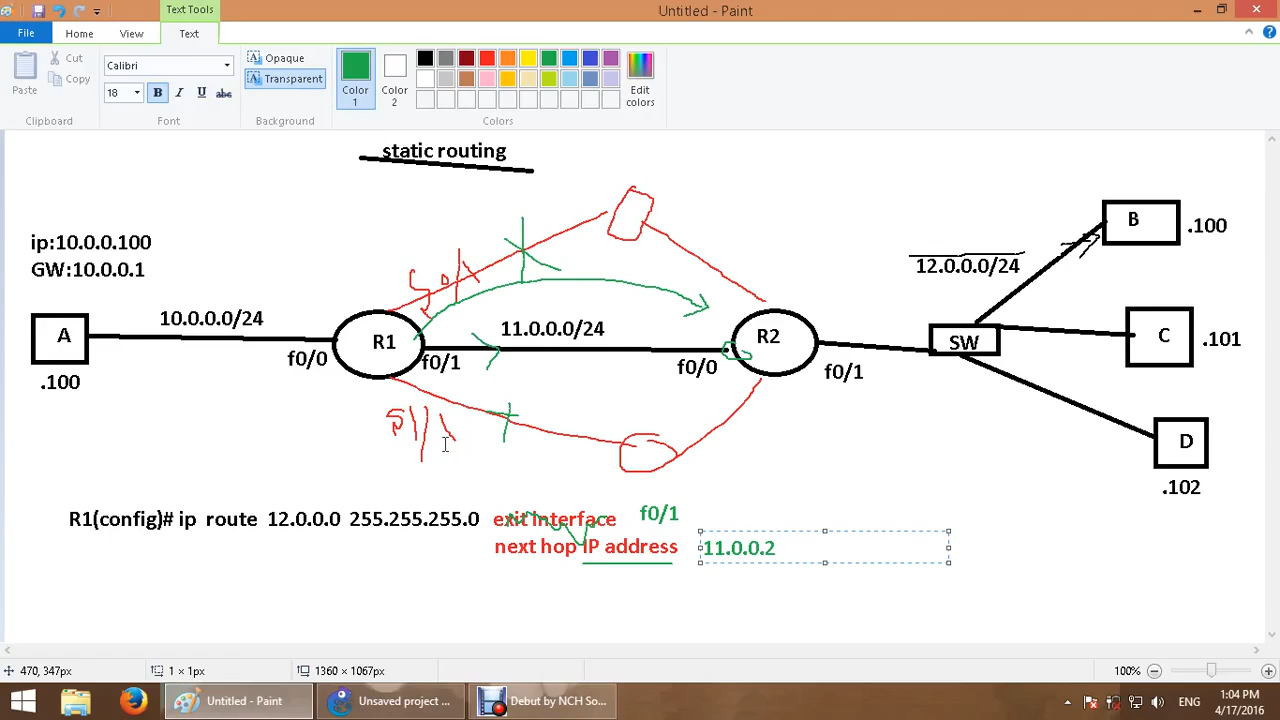 Untitled - Paint
Text Tools
File
Home
View
Text
Paste
Cut
Copy
Clipboard
Calibri
18
B
I
U
abc
Font
Opaque
Transparent
Background
Color 1
Color 2
Edit colors
Colors
static routing
ip:10.0.0.100
GW:10.0.0.1
A
.100
10.0.0.0/24
f0/0
R1
f0/1
11.0.0.0/24
f0/0
R2
f0/1
SW
12.0.0.0/24
B
.100
C
.101
D
.102
R1(config)# ip route 12.0.0.0 255.255.255.0 exit interface f0/1
next hop IP address 11.0.0.2
470, 347px
1 × 1px
1360 × 1067px
100%
Untitled - Paint
Unsaved project ...
Debut by NCH So...
ENG
1:04 PM
4/17/2016